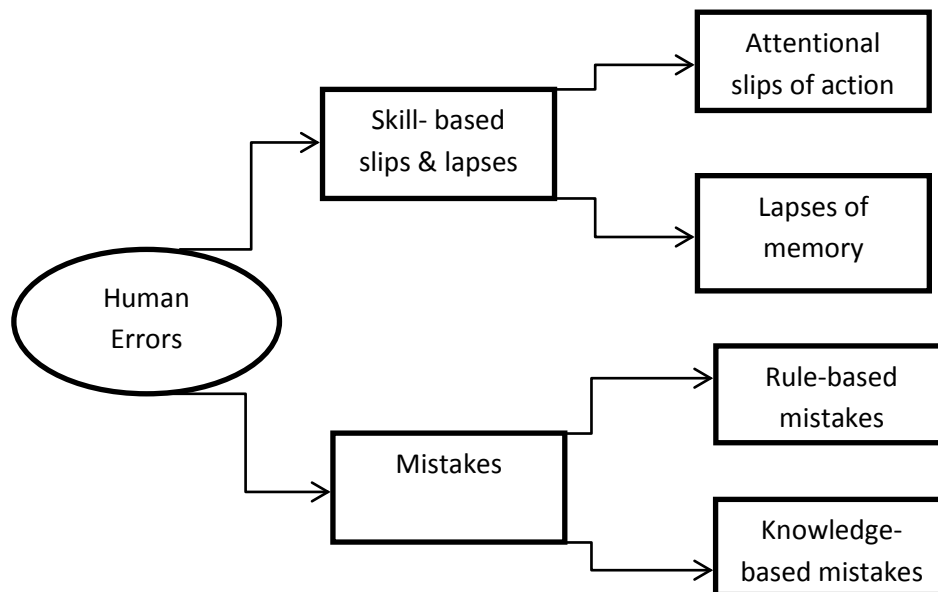 Human
Errors
Skill- based
slips & lapses
Attentional
slips of action
Lapses of
memory
Mistakes
Rule-based
mistakes
Knowledge-
based mistakes